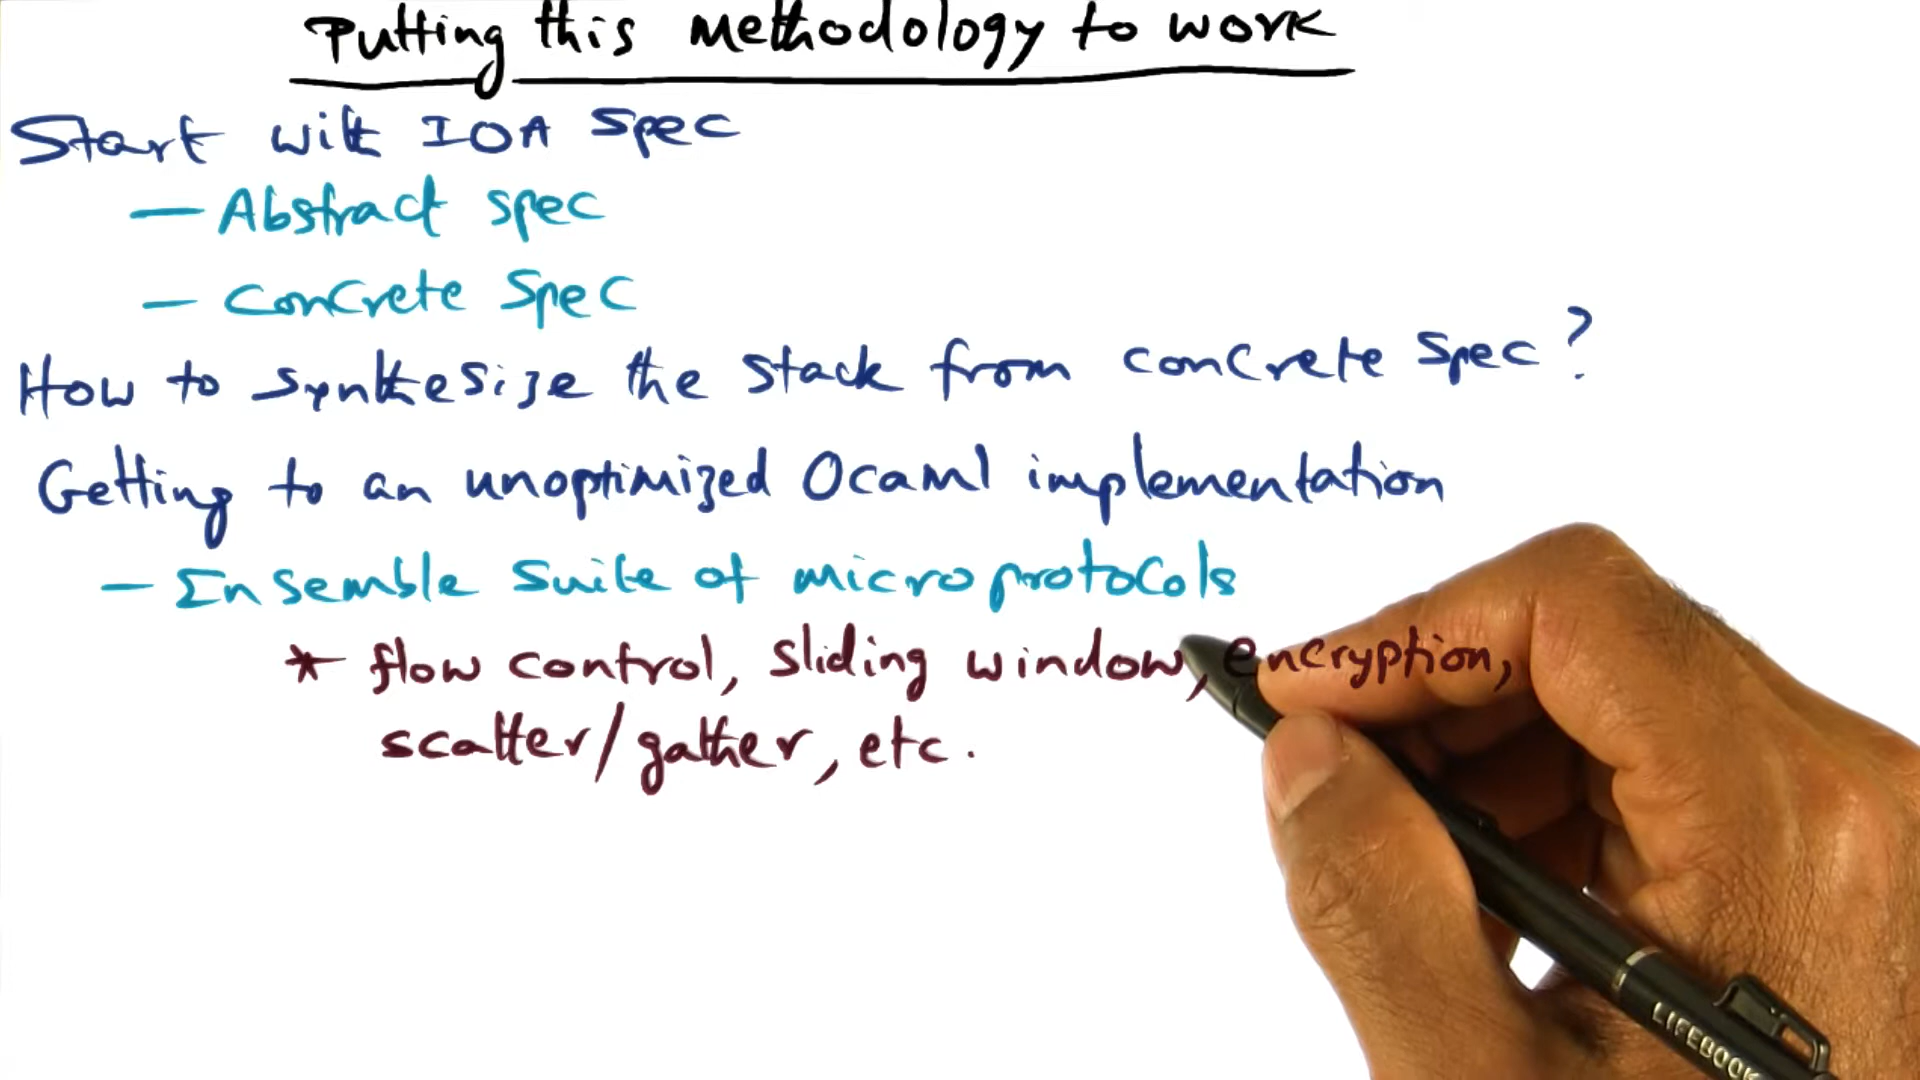 Putting this methodology to work
Start with IOA spec
- Abstract spec
- Concrete spec
How to synthesize the stack from concrete spec?
Getting to an unoptimized Ocaml implementation
- Ensemble suite of microprotocols
* flow control, sliding window, encryption,
scatter/gather, etc.
LIFEBOOK